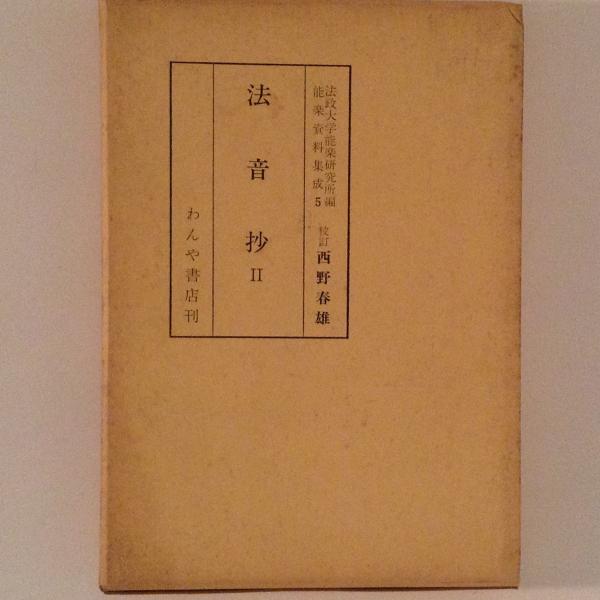 法政大学能楽研究所編
能楽資料集成5
校訂 西野春雄
法音抄 II
わんや書店刊